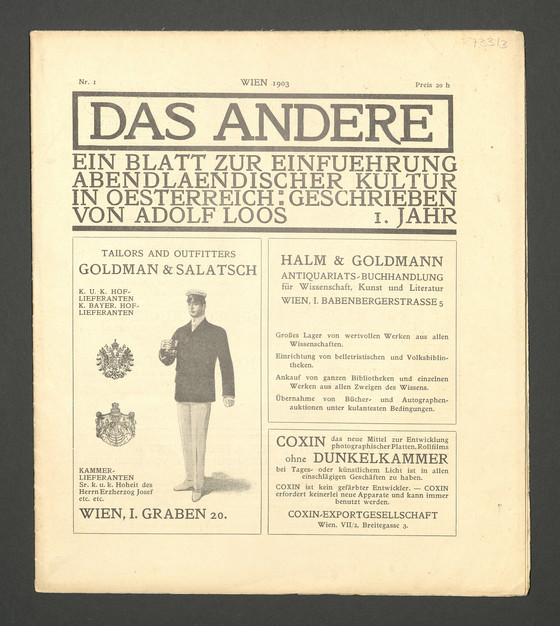 Nr. 1 WIEN 1903 Preis 20 h
DAS ANDERE
EIN BLATT ZUR EINFUEHRUNG
ABENDLAENDISCHER KULTUR
IN OESTERREICH: GESCHRIEBEN
VON ADOLF LOOS 1. JAHR
TAILORS AND OUTFITTERS
GOLDMAN & SALATSCH
K. U. K. HOF-
LIEFERANTEN
K. BAYER. HOF-
LIEFERANTEN
KAMMER-
LIEFERANTEN
Sr. k. u. k. Hoheit des
Herrn Erzherzog Josef
etc. etc.
WIEN, I. GRABEN 20.
HALM & GOLDMANN
ANTIQUARIATS-BUCHHANDLUNG
für Wissenschaft, Kunst und Literatur
WIEN, I. BABENBERGERSTRASSE 5
Großes Lager von wertvollen Werken aus allen
Wissenschaften.
Einrichtung von belletristischen und Volksbiblio-
theken.
Ankauf von ganzen Bibliotheken und einzelnen
Werken aus allen Zweigen des Wissens.
Übernahme von Bücher- und Autographen-
auktionen unter kulantesten Bedingungen.
COXIN das neue Mittel zur Entwicklung
photographischer Platten, Rollfilms
ohne DUNKELKAMMER
bei Tages- oder künstlichem Licht ist in allen
einschlägigen Geschäften zu haben.
COXIN ist kein gefärbter Entwickler. — COXIN
erfordert keinerlei neue Apparate und kann immer
benutzt werden.
COXIN-EXPORTGESELLSCHAFT
Wien, VII/2, Breitegasse 3.